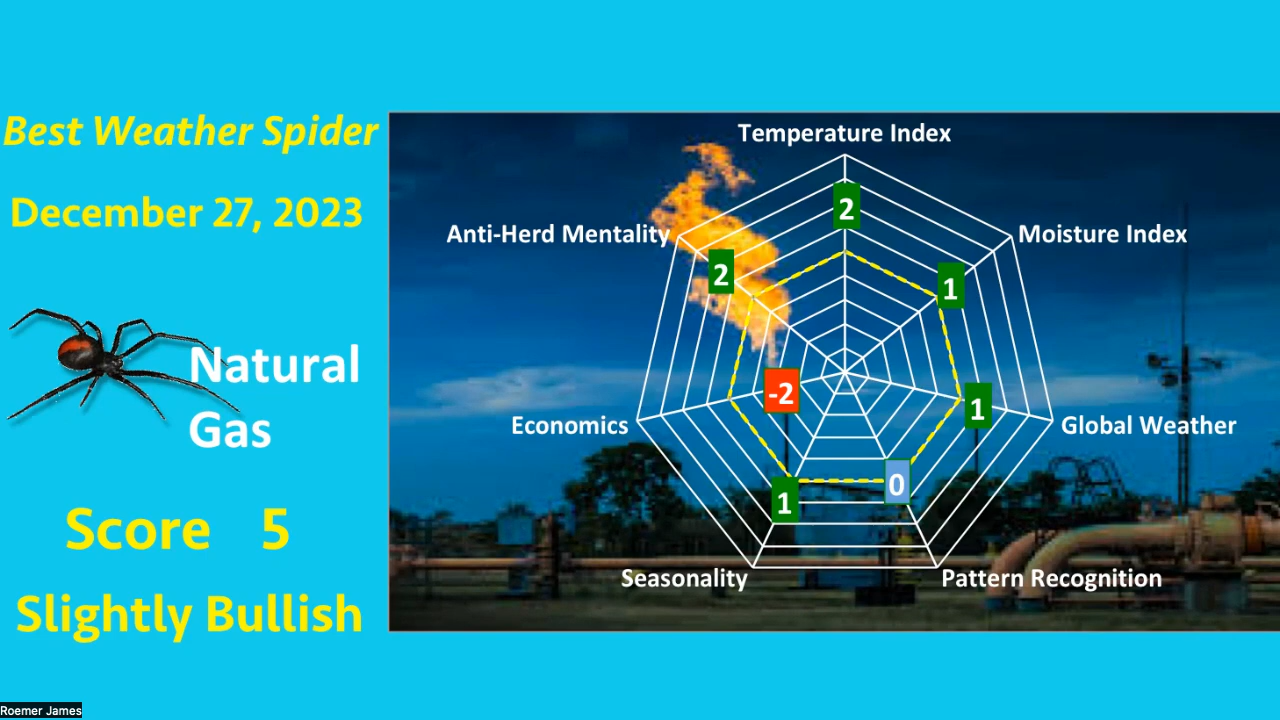 Best Weather Spider
December 27, 2023
Natural
Gas
Score 5
Slightly Bullish
Temperature Index
2
Anti-Herd Mentality
Moisture Index
2
1
-2
1
Economics
Global Weather
0
1
Seasonality
Pattern Recognition
Roemer James